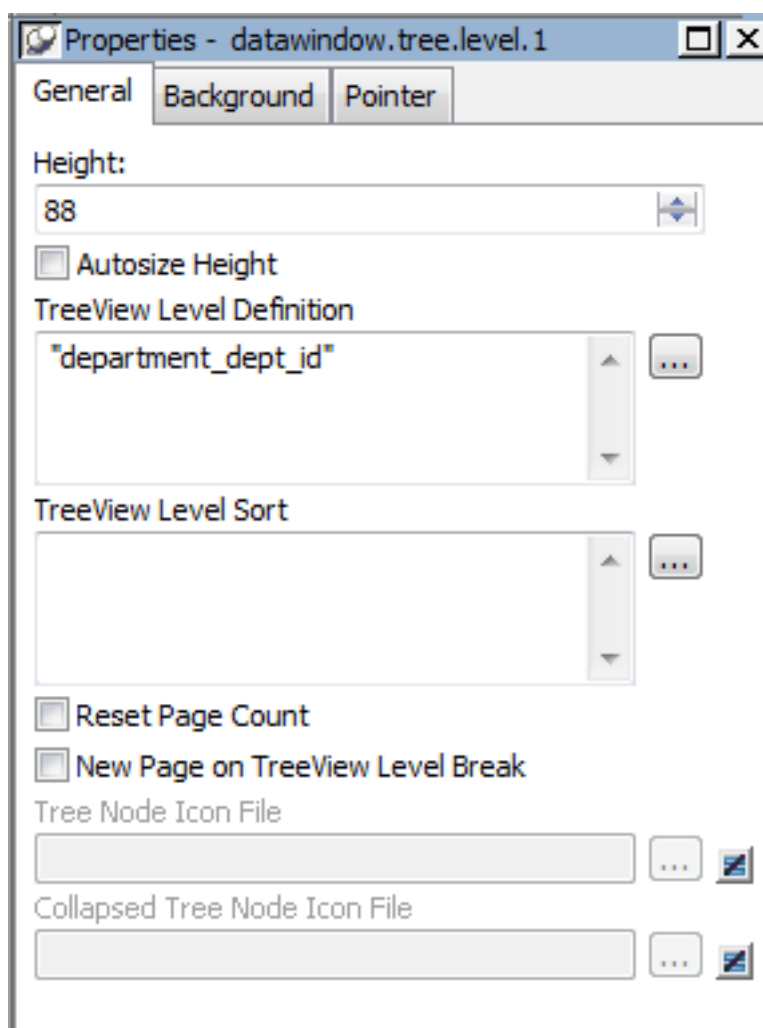 Properties - datawindow.tree.level.1
General Background Pointer
Height:
88
Autosize Height
TreeView Level Definition
"department_dept_id"
...
TreeView Level Sort
...
Reset Page Count
New Page on TreeView Level Break
Tree Node Icon File
...
Collapsed Tree Node Icon File
...